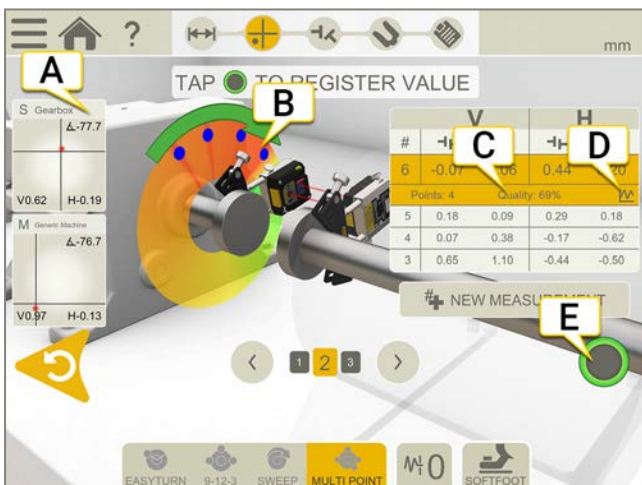 ?
mm
A
TAP TO REGISTER VALUE
S Gearbox
∡-77.7
V0.62 H-0.19
B
V H
#
C
D
6 -0.07 .06 0.44 20
Points: 4 Quality: 69%
5 0.18 0.09 0.29 0.18
4 0.07 0.38 -0.17 -0.62
3 0.65 1.10 -0.44 -0.50
M Generic Machine
∡-76.7
V0.97 H-0.13
# NEW MEASUREMENT
E
1 2 3
0
EASYTURN 9-12-3 SWEEP MULTI POINT SOFTFOOT